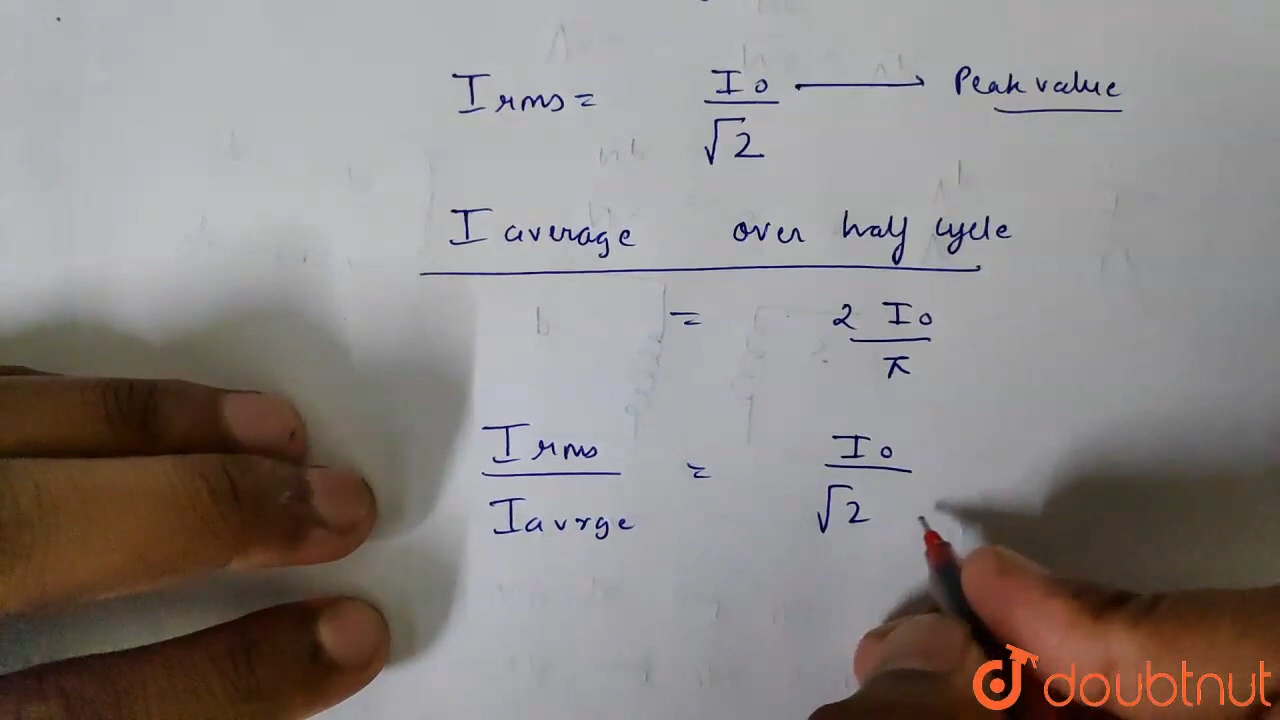 Irms = I0/√2 → Peak value
I average over half cycle
= 2 I0/π
Irms/Iavrge = I0/√2
doubtnut